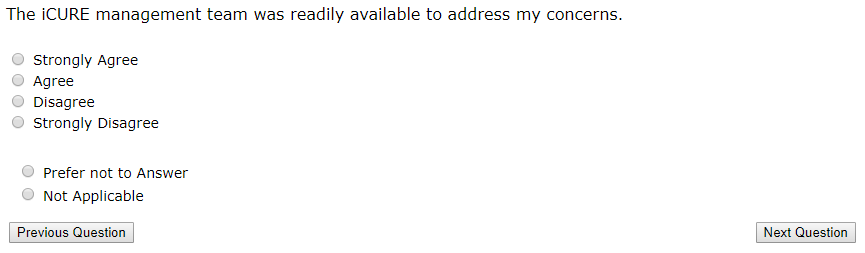 The iCURE management team was readily available to address my concerns.
Strongly Agree
Agree
Disagree
Strongly Disagree
Prefer not to Answer
Not Applicable
Previous Question
Next Question